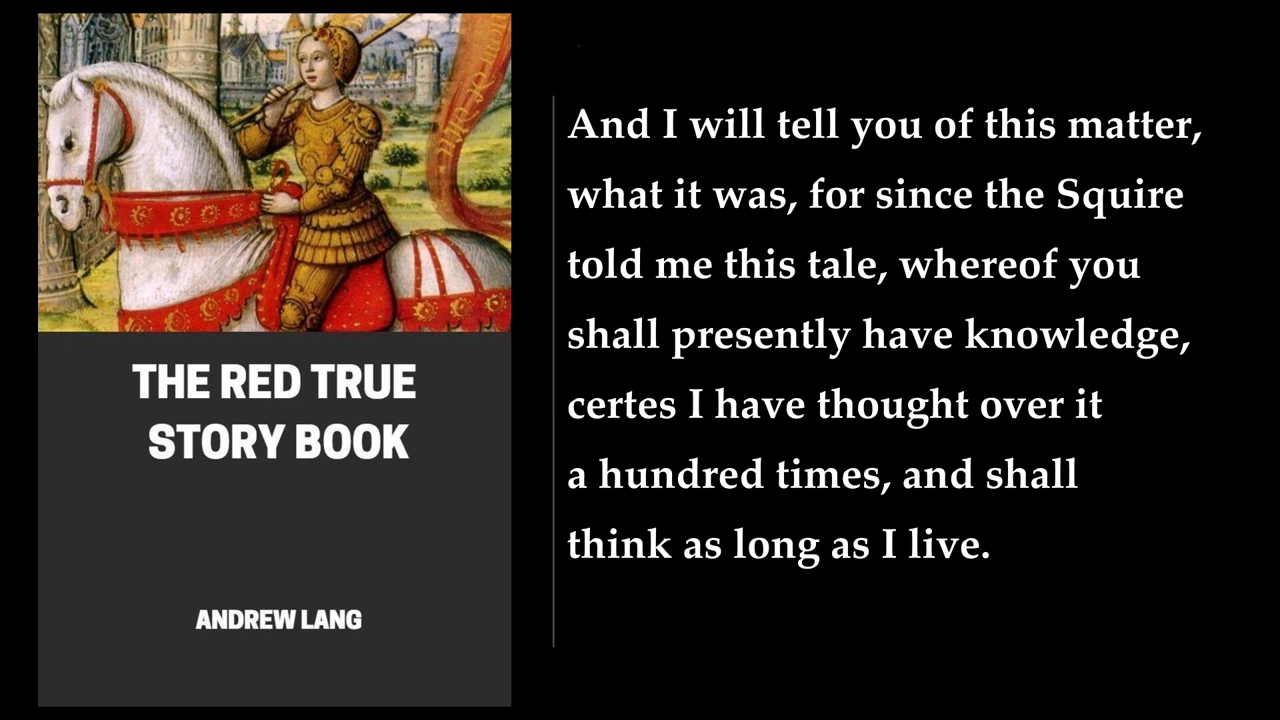 THE RED TRUE
STORY BOOK
ANDREW LANG
And I will tell you of this matter,
what it was, for since the Squire
told me this tale, whereof you
shall presently have knowledge,
certes I have thought over it
a hundred times, and shall
think as long as I live.